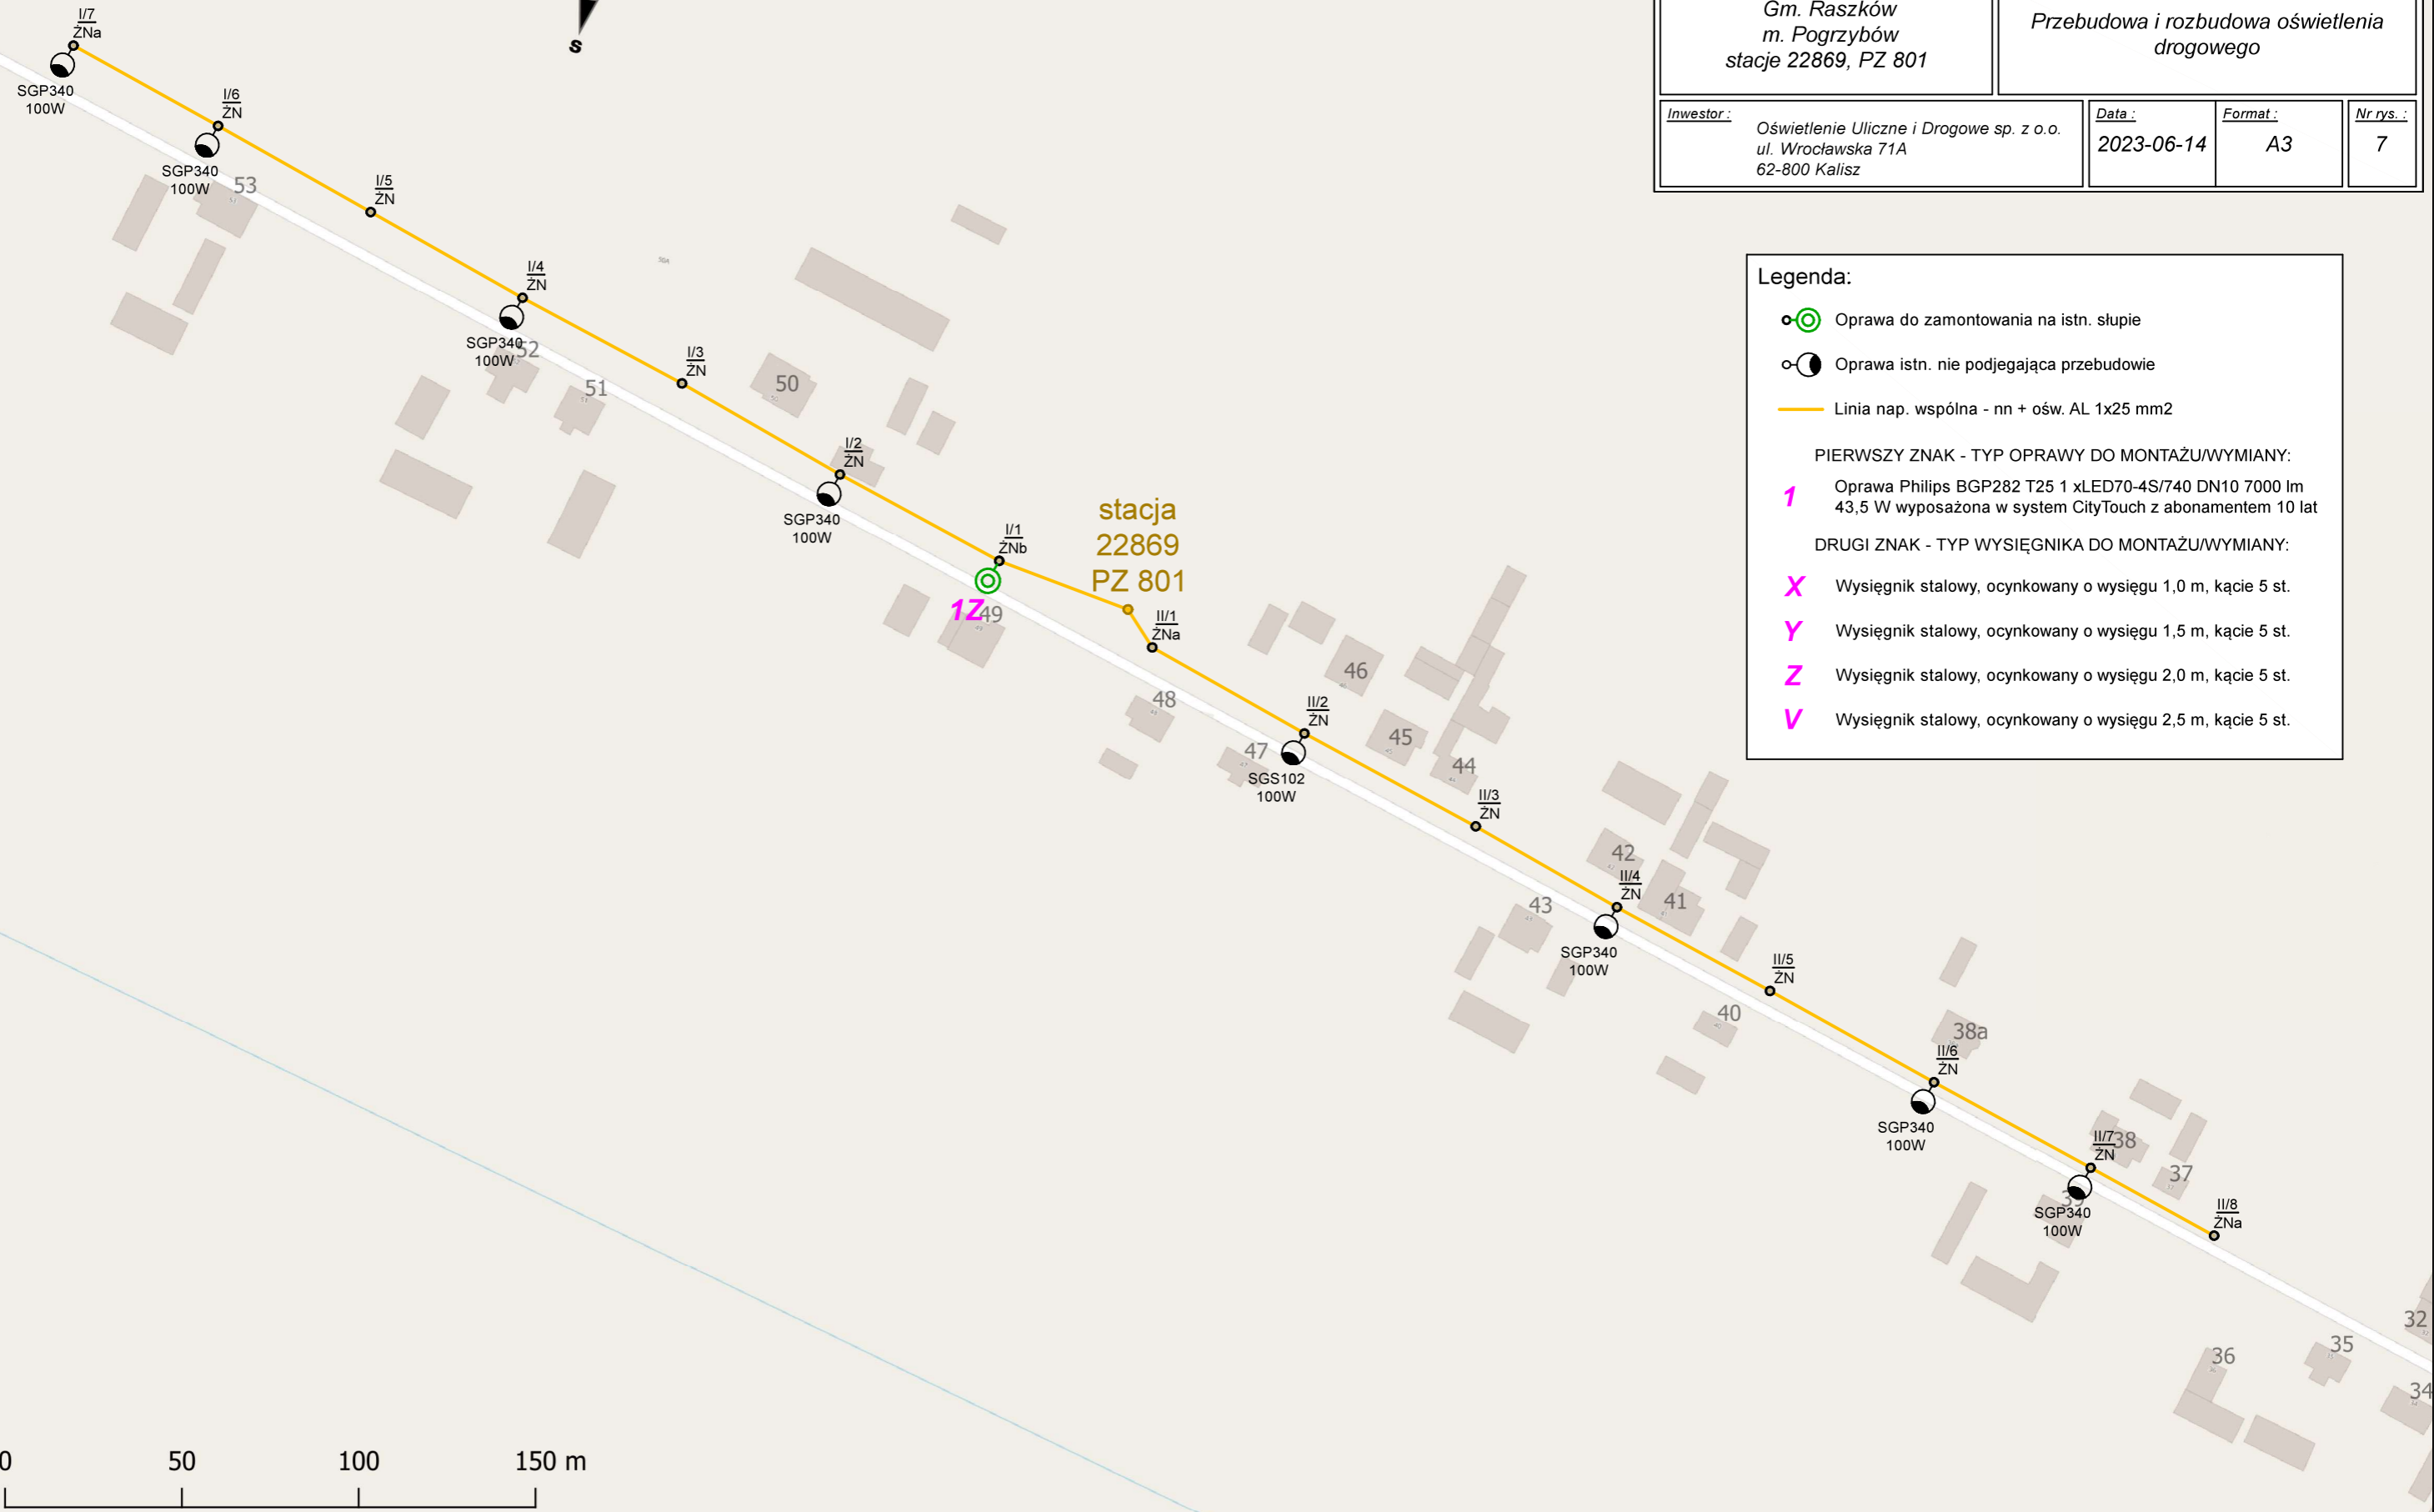 Gm. Raszków
m. Pogrzybów
stacje 22869, PZ 801
Przebudowa i rozbudowa oświetlenia
drogowego
Inwestor :
Oświetlenie Uliczne i Drogowe sp. z o.o.
ul. Wrocławska 71A
62-800 Kalisz
Data :
2023-06-14
Format :
A3
Nr rys. :
7
S
I/7
ŻNa
SGP340
100W
I/6
ŻN
SGP340
100W
53
I/5
ŻN
I/4
ŻN
SGP340
100W
52
51
I/3
ŻN
50
50A
I/2
ŻN
SGP340
100W
I/1
ŻNb
1Z
49
stacja
22869
PZ 801
II/1
ŻNa
48
47
46
45
44
II/2
ŻN
SGS102
100W
II/3
ŻN
42
II/4
ŻN
41
43
SGP340
100W
II/5
ŻN
40
38a
II/6
ŻN
SGP340
100W
II/7
ŻN
38
37
39
SGP340
100W
II/8
ŻNa
32
35
36
34
Legenda:
Oprawa do zamontowania na istn. słupie
Oprawa istn. nie podjegająca przebudowie
Linia nap. wspólna - nn + ośw. AL 1x25 mm2
PIERWSZY ZNAK - TYP OPRAWY DO MONTAŻU/WYMIANY:
1 Oprawa Philips BGP282 T25 1 xLED70-4S/740 DN10 7000 lm
43,5 W wyposażona w system CityTouch z abonamentem 10 lat
DRUGI ZNAK - TYP WYSIĘGNIKA DO MONTAŻU/WYMIANY:
X Wysięgnik stalowy, ocynkowany o wysięgu 1,0 m, kącie 5 st.
Y Wysięgnik stalowy, ocynkowany o wysięgu 1,5 m, kącie 5 st.
Z Wysięgnik stalowy, ocynkowany o wysięgu 2,0 m, kącie 5 st.
V Wysięgnik stalowy, ocynkowany o wysięgu 2,5 m, kącie 5 st.
0 50 100 150 m